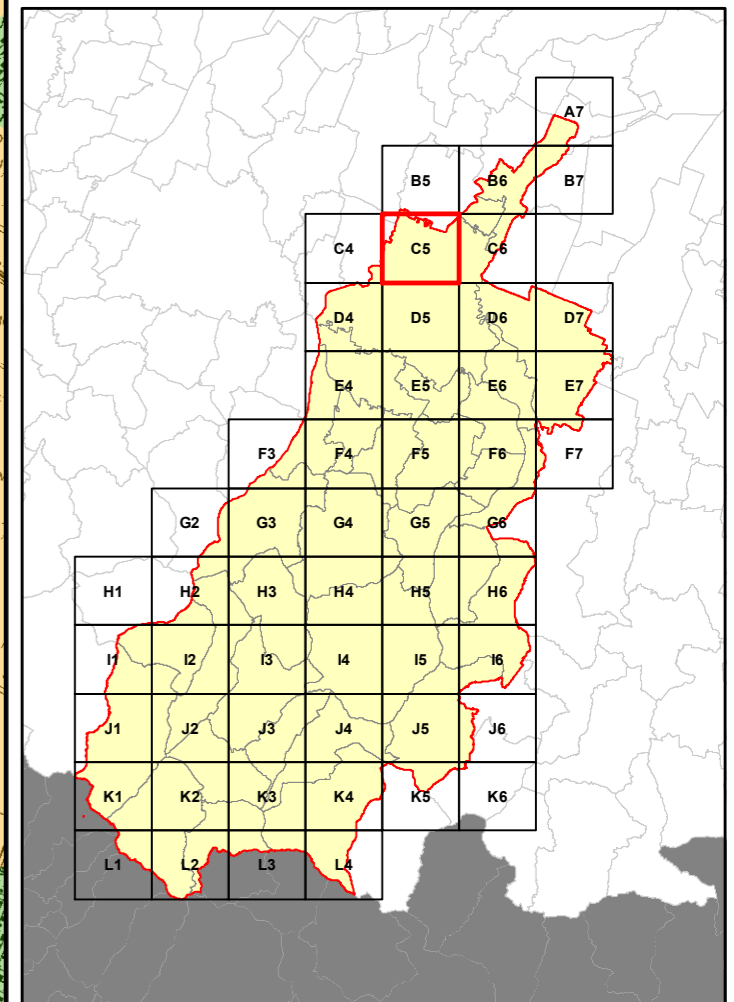 A7
B5 B6 B7
C4 C5 C6
D4 D5 D6 D7
E4 E5 E6 E7
F3 F4 F5 F6 F7
G2 G3 G4 G5 G6
H1 H2 H3 H4 H5 H6
I1 I2 I3 I4 I5 I6
J1 J2 J3 J4 J5 J6
K1 K2 K3 K4 K5 K6
L1 L2 L3 L4